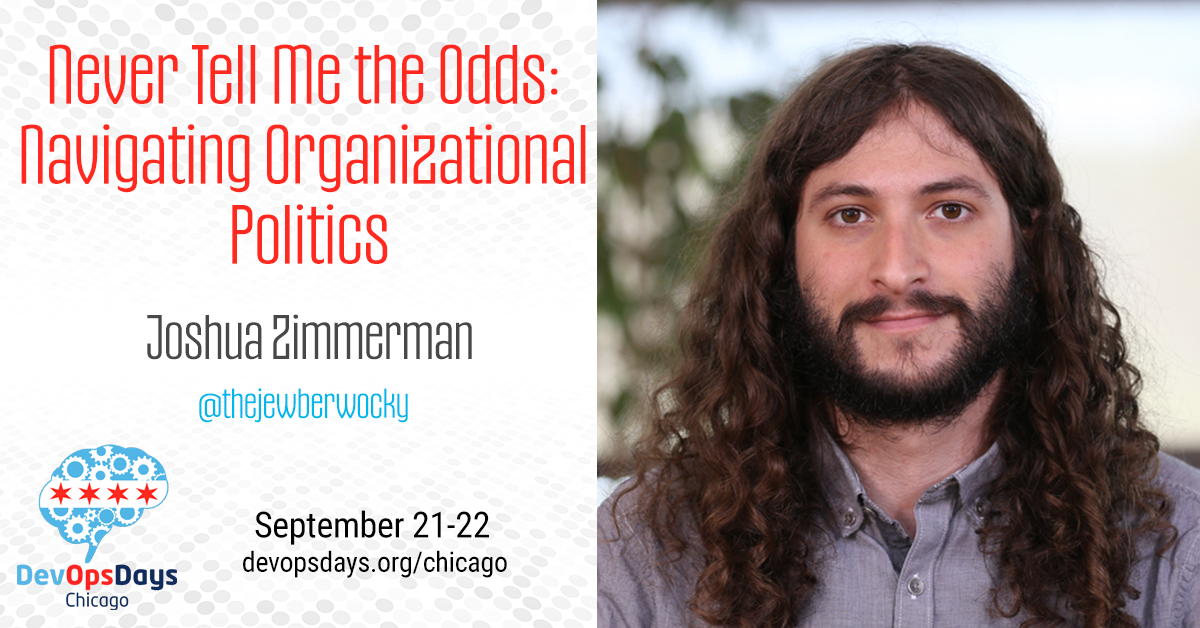 Never Tell Me the Odds:
Navigating Organizational
Politics
Joshua Zimmerman
@thejewberwocky
DevOpsDays
Chicago
September 21-22
devopsdays.org/chicago